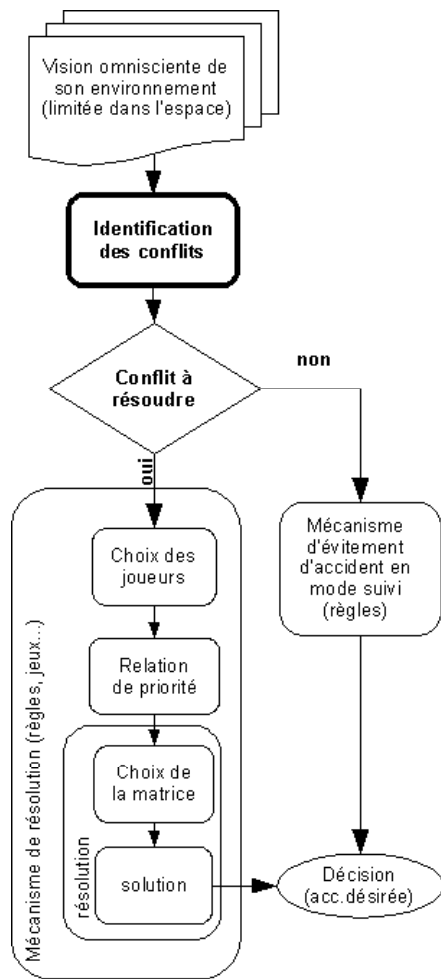 Vision omnisciente de
son environnement
(limitée dans l'espace)
Identification
des conflits
Conflit à
résoudre
non
oui
Mécanisme de résolution (règles, jeux...)
Choix des
joueurs
Relation
de priorité
résolution
Choix de
la matrice
solution
Mécanisme
d'évitement
d'accident en
mode suivi
(règles)
Décision
(acc.désirée)